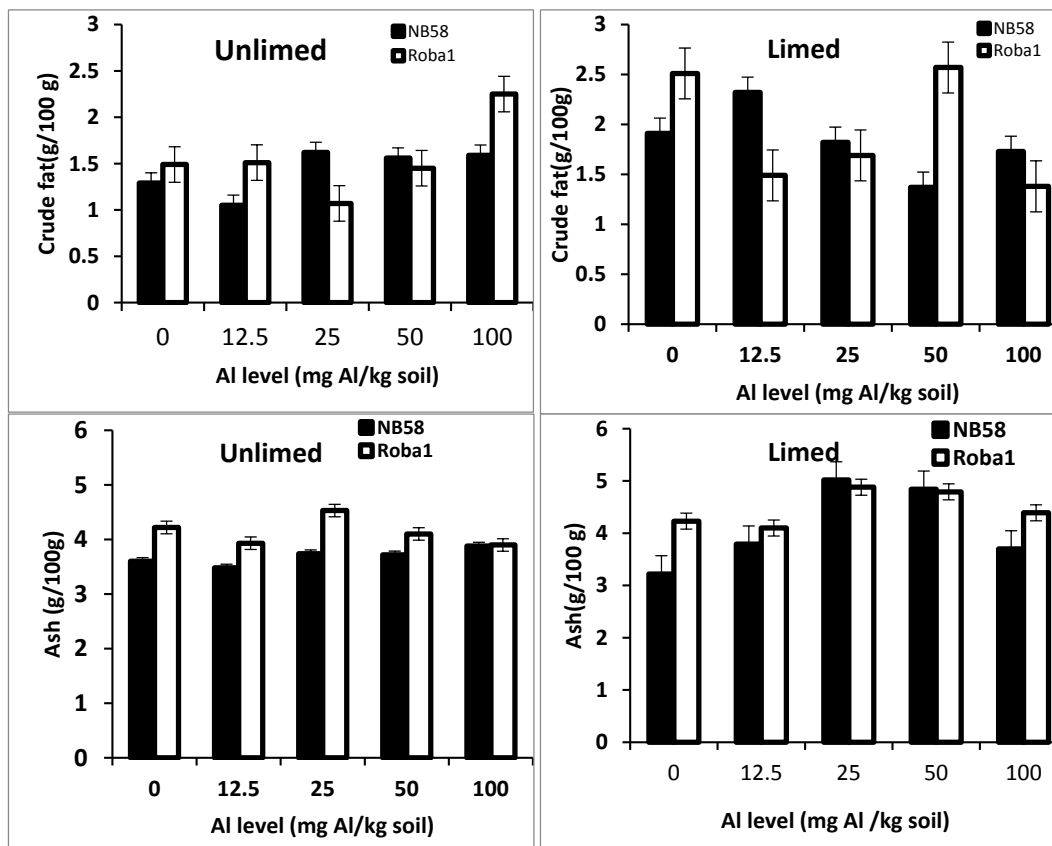 Unlimed
NB58
Roba1
Crude fat(g/100 g)
3
2.5
2
1.5
1
0.5
0
0 12.5 25 50 100
Al level (mg Al/kg soil)
Limed
NB58
Roba1
Crude fat(g/100g)
3
2.5
2
1.5
1
0.5
0
0 12.5 25 50 100
Al level (mg Al/kg soil)
Unlimed
NB58
Roba1
Ash (g/100g)
6
5
4
3
2
1
0
0 12.5 25 50 100
Al level (mg Al/kg soil)
Limed
NB58
Roba1
Ash(g/100 g)
6
5
4
3
2
1
0
0 12.5 25 50 100
Al level (mg Al /kg soil)